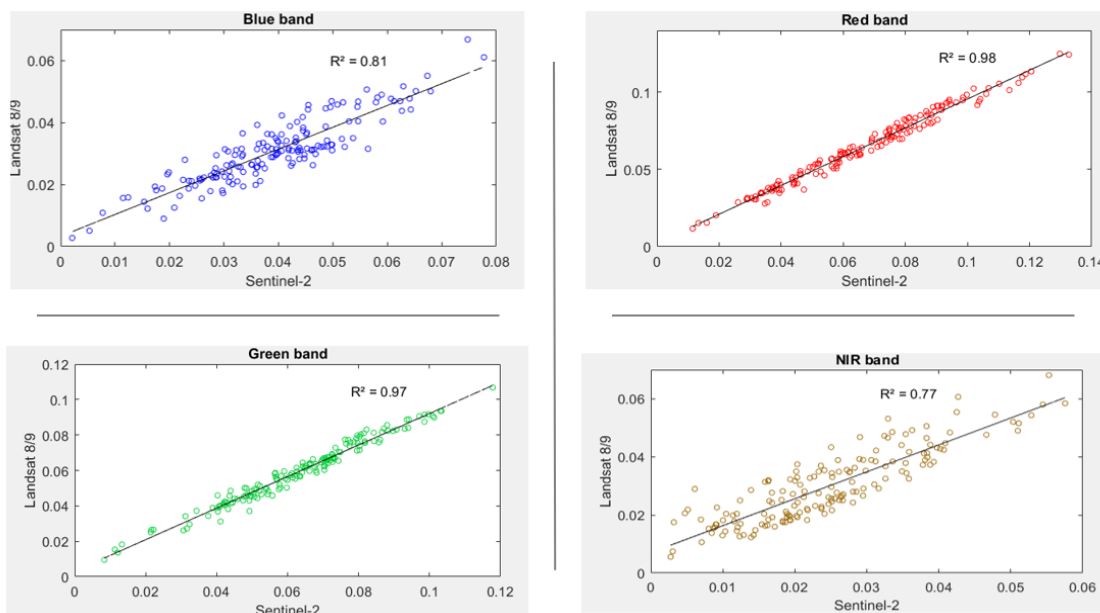 Blue band
R² = 0.81
Landsat 8/9
0.06
0.04
0.02
0
0 0.01 0.02 0.03 0.04 0.05 0.06 0.07 0.08
Sentinel-2
Red band
R² = 0.98
Landsat 8/9
0.1
0.05
0
0 0.02 0.04 0.06 0.08 0.1 0.12 0.14
Sentinel-2
Green band
R² = 0.97
Landsat 8/9
0.12
0.1
0.08
0.06
0.04
0.02
0
0 0.02 0.04 0.06 0.08 0.1 0.12
Sentinel-2
NIR band
R² = 0.77
Landsat 8/9
0.06
0.04
0.02
0
0 0.01 0.02 0.03 0.04 0.05 0.06
Sentinel-2